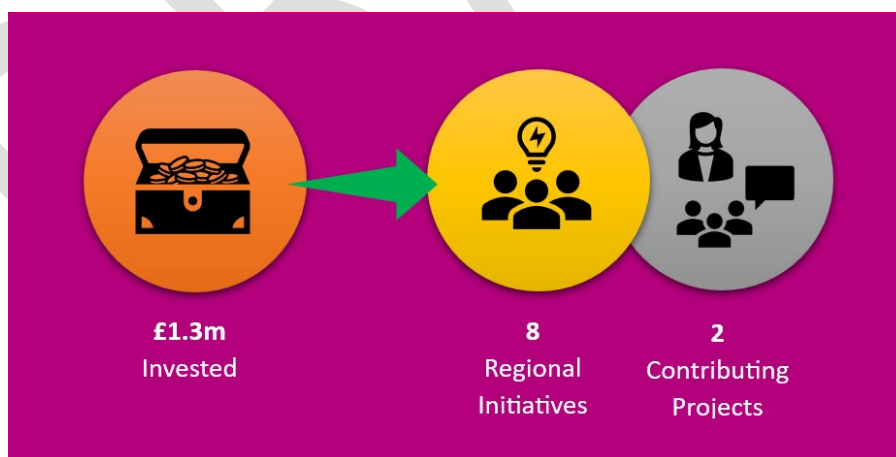 £1.3m
Invested
8
Regional
Initiatives
2
Contributing
Projects